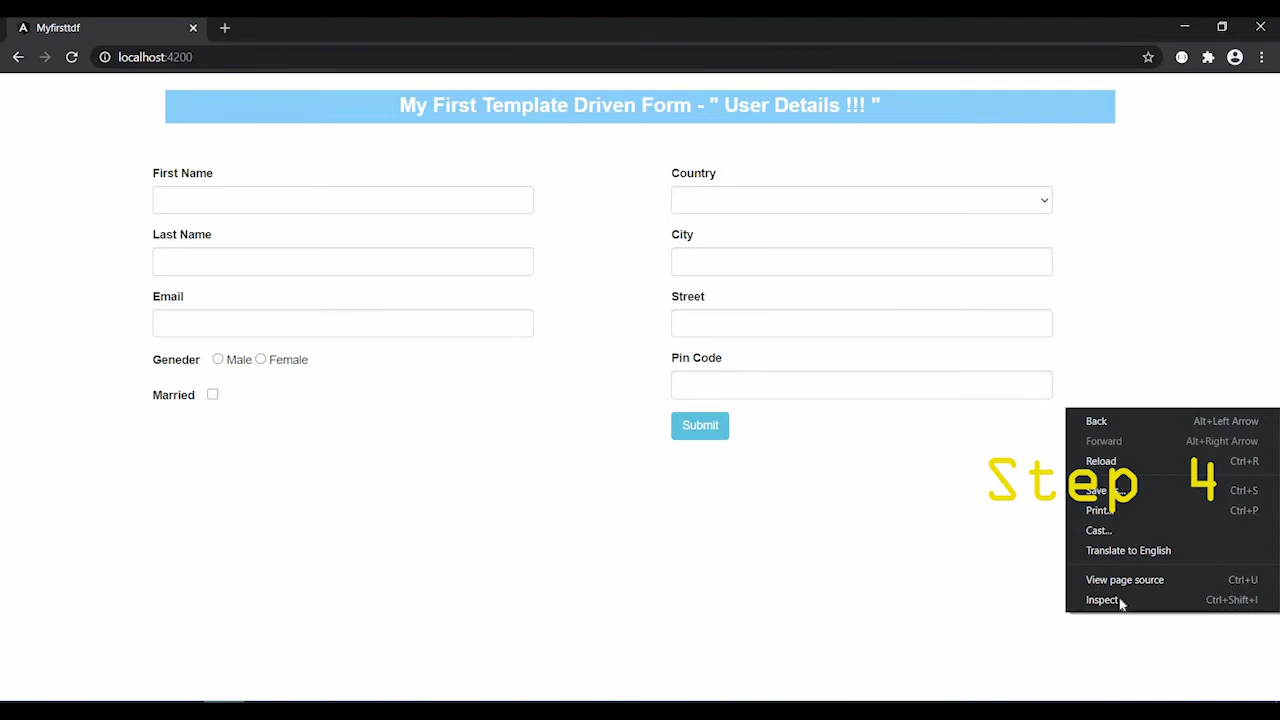 Myfirsttdf
localhost:4200
My First Template Driven Form - " User Details !!! "
First Name
Last Name
Email
Geneder Male Female
Married
Country
City
Street
Pin Code
Submit
Back Alt+Left Arrow
Forward Alt+Right Arrow
Reload Ctrl+R
Step 4
Save as... Ctrl+S
Print... Ctrl+P
Cast...
Translate to English
View page source Ctrl+U
Inspect Ctrl+Shift+I